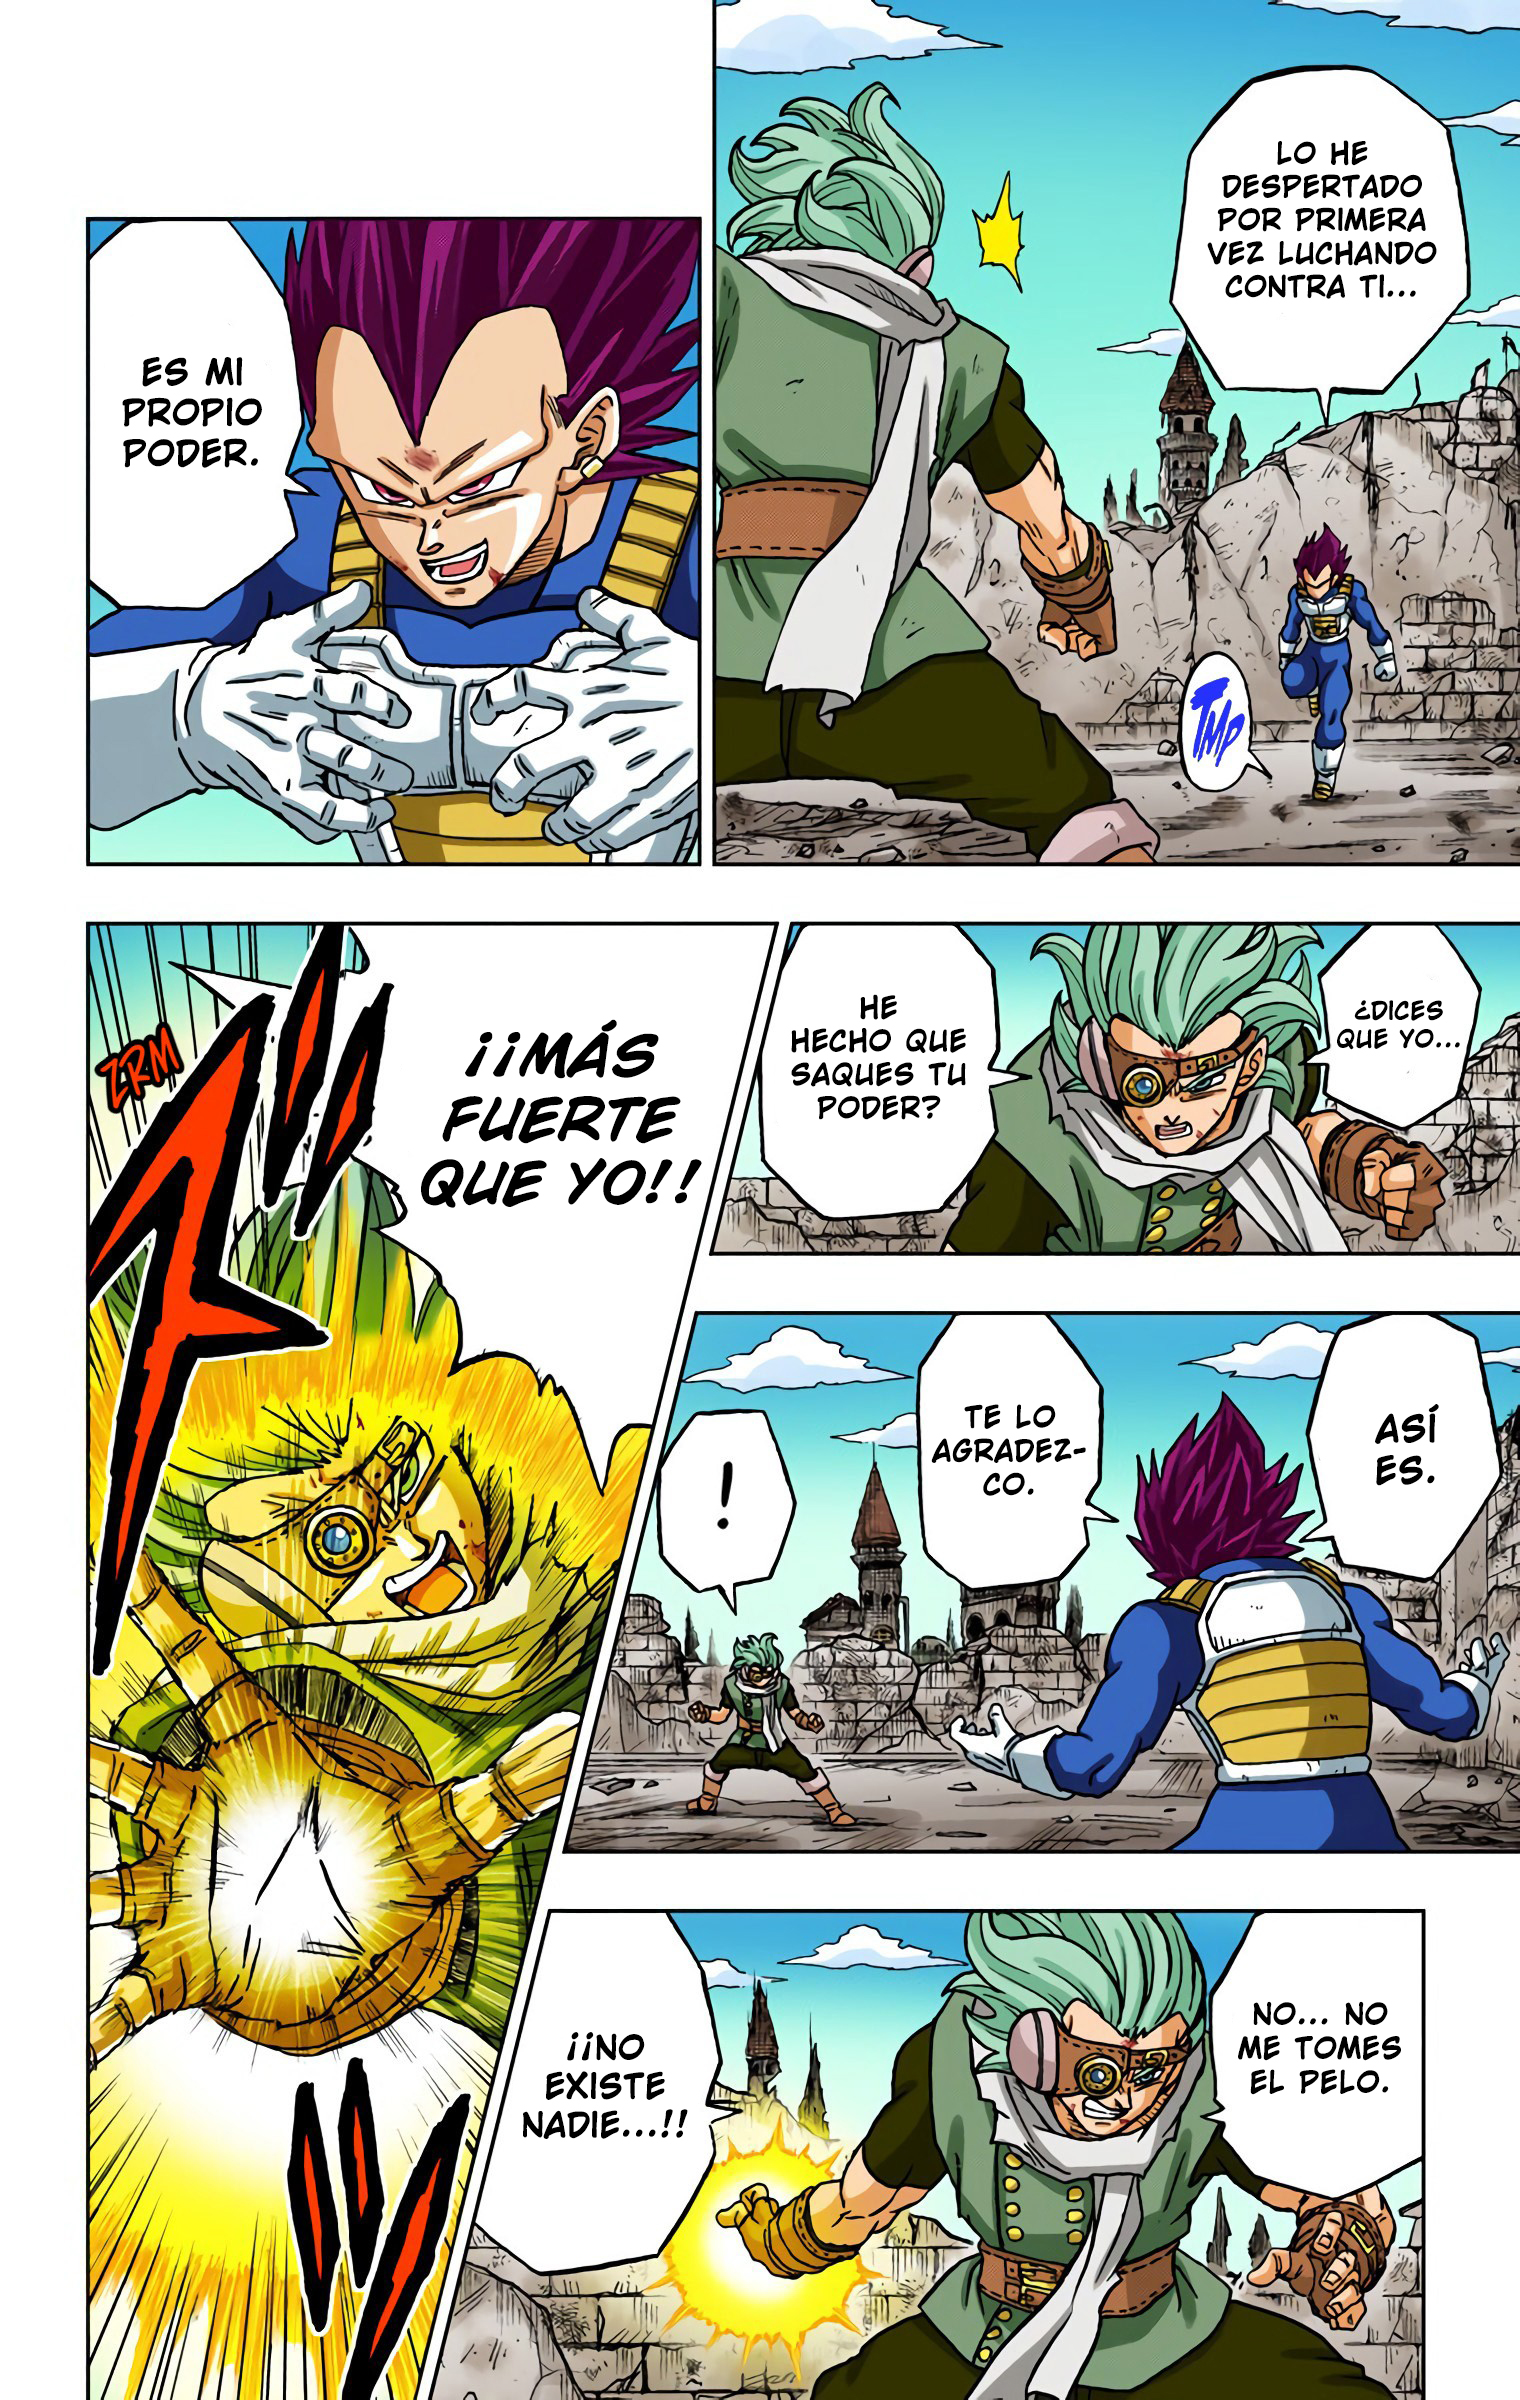 LO HE
DESPERTADO
POR PRIMERA
VEZ LUCHANDO
CONTRA TI...
TMP
ES MI
PROPIO
PODER.
¿DICES
QUE YO...
HE
HECHO QUE
SAQUES TU
PODER?
ASÍ
ES.
TE LO
AGRADEZ-
CO.
!
NO... NO
ME TOMES
EL PELO.
¡¡NO
EXISTE
NADIE...!!
¡¡MÁS
FUERTE
QUE YO!!
ZRM